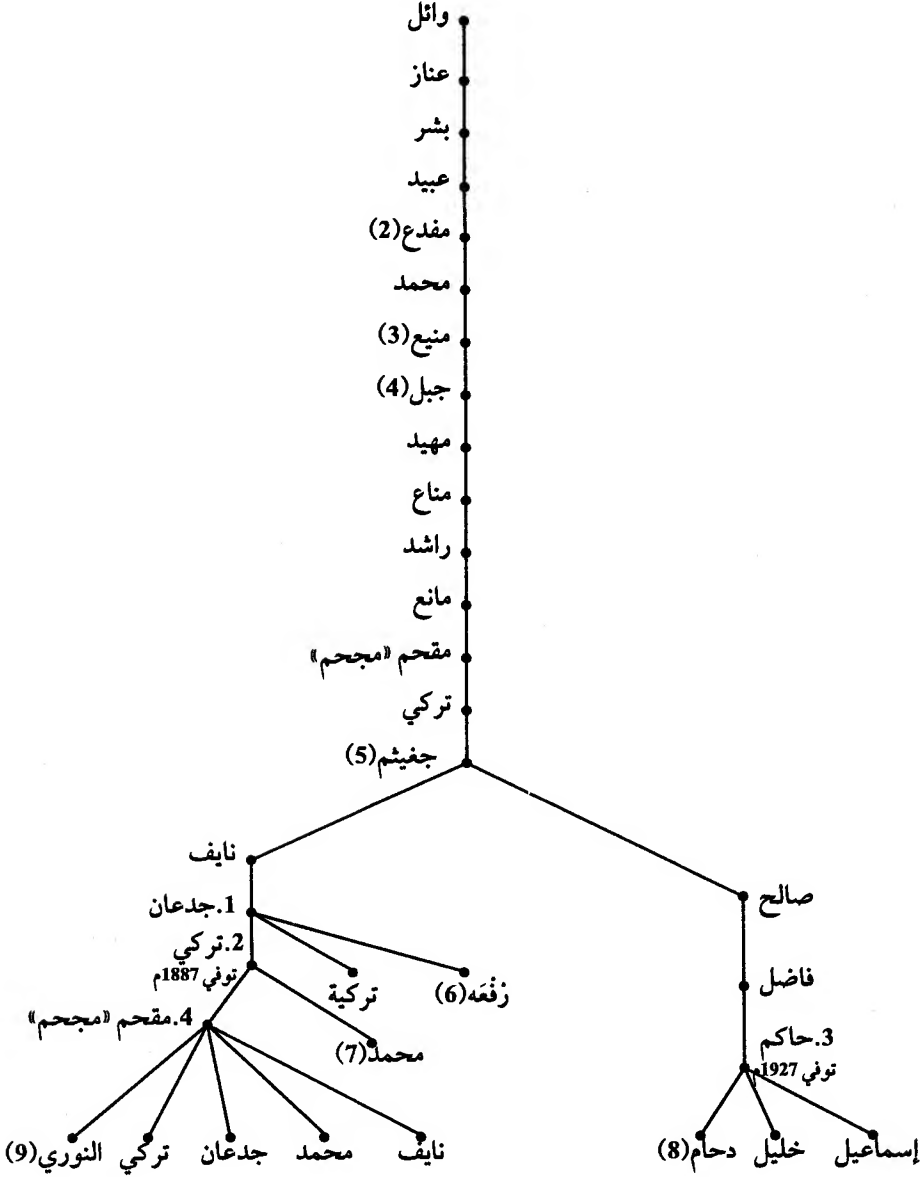 وائل
عناز
بشر
عبيد
مفدع(2)
محمد
منيع(3)
جبل(4)
مهيد
مناع
راشد
مانع
مقحم «مجحم»
تركي
جغيثم(5)
نايف
صالح
1.جدعان
2.تركي
توفي 1887م
رُفْعَه(6)
تركية
فاضل
4.مقحم «مجحم»
محمد(7)
3.حاكم
توفي 1927م
إسماعيل
خليل
دحام(8)
نايف
محمد
جدعان
تركي
النوري(9)